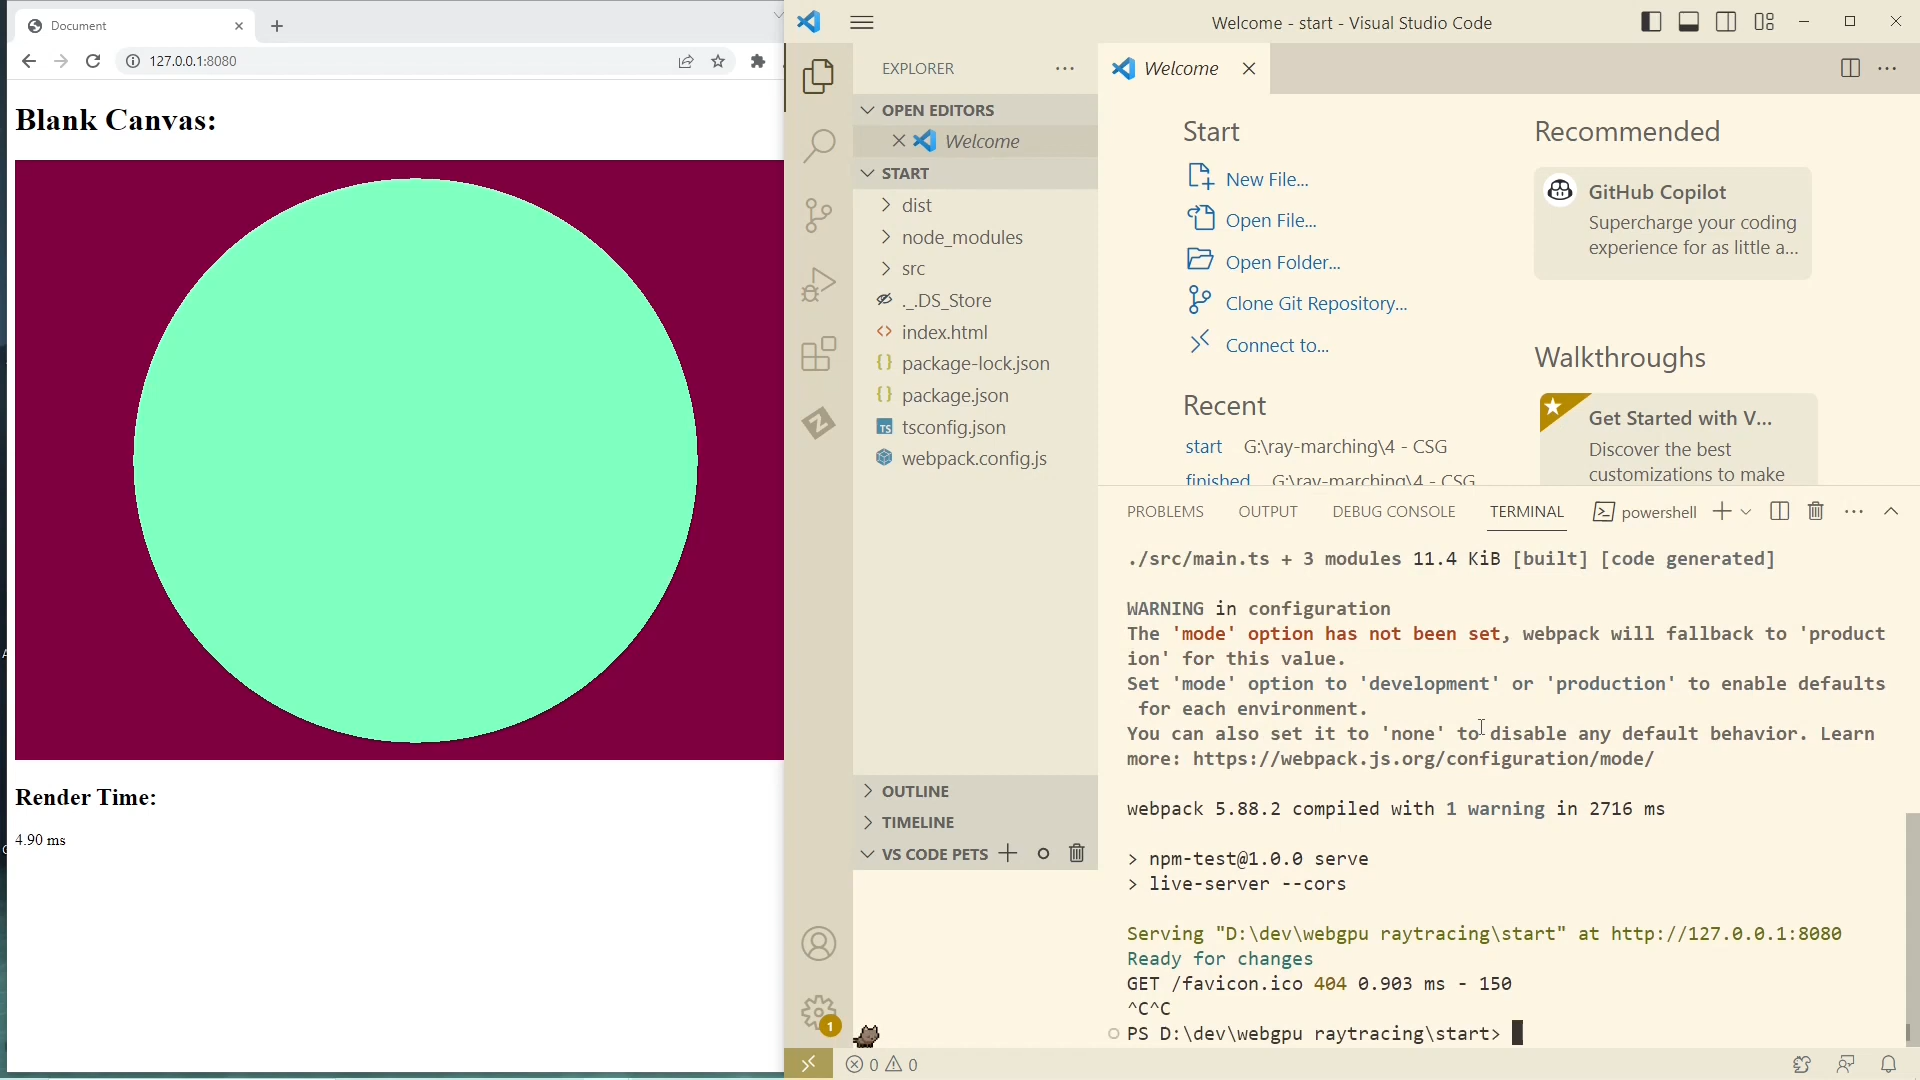 Document
127.0.0.1:8080
Blank Canvas:
Render Time:
4.90 ms
Welcome - start - Visual Studio Code
EXPLORER
OPEN EDITORS
Welcome
START
dist
node_modules
src
._.DS_Store
index.html
package-lock.json
package.json
TS tsconfig.json
webpack.config.js
OUTLINE
TIMELINE
VS CODE PETS
1
Welcome
Start
New File...
Open File...
Open Folder...
Clone Git Repository...
Connect to...
Recent
start G:\ray-marching\4 - CSG
finished G:\ray-marching\4 - CSG
Recommended
GitHub Copilot
Supercharge your coding
experience for as little a...
Walkthroughs
Get Started with V...
Discover the best
customizations to make
PROBLEMS OUTPUT DEBUG CONSOLE TERMINAL powershell
./src/main.ts + 3 modules 11.4 KiB [built] [code generated]
WARNING in configuration
The 'mode' option has not been set, webpack will fallback to 'product
ion' for this value.
Set 'mode' option to 'development' or 'production' to enable defaults
for each environment.
You can also set it to 'none' to disable any default behavior. Learn
more: https://webpack.js.org/configuration/mode/
webpack 5.88.2 compiled with 1 warning in 2716 ms
> npm-test@1.0.0 serve
> live-server --cors
Serving "D:\dev\webgpu raytracing\start" at http://127.0.0.1:8080
Ready for changes
GET /favicon.ico 404 0.903 ms - 150
^C^C
PS D:\dev\webgpu raytracing\start>
0 0